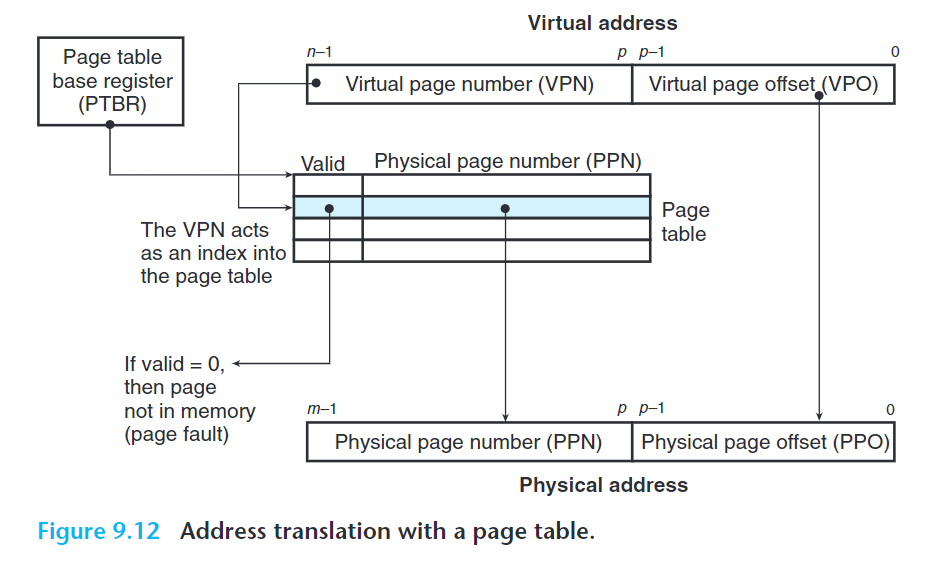 Virtual address
n–1
p p–1
0
Page table
base register
(PTBR)
Virtual page number (VPN)
Virtual page offset (VPO)
Valid
Physical page number (PPN)
The VPN acts
as an index into
the page table
Page
table
If valid = 0,
then page
not in memory
(page fault)
m–1
p p–1
0
Physical page number (PPN)
Physical page offset (PPO)
Physical address
Figure 9.12 Address translation with a page table.